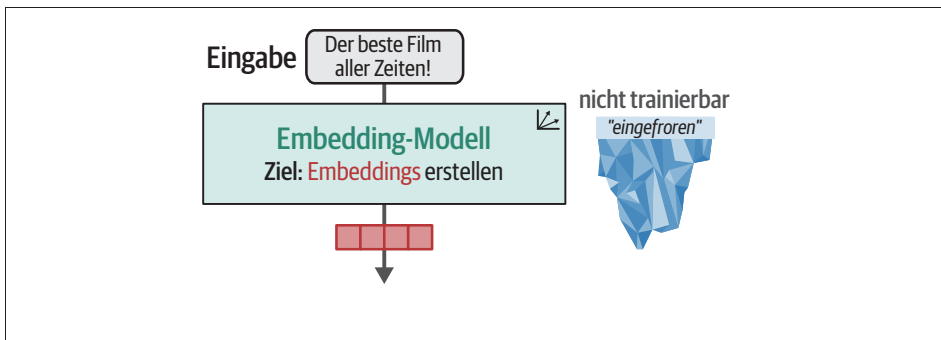 Eingabe
Der beste Film
aller Zeiten!
nicht trainierbar
"eingefroren"
Embedding-Modell
Ziel: Embeddings erstellen